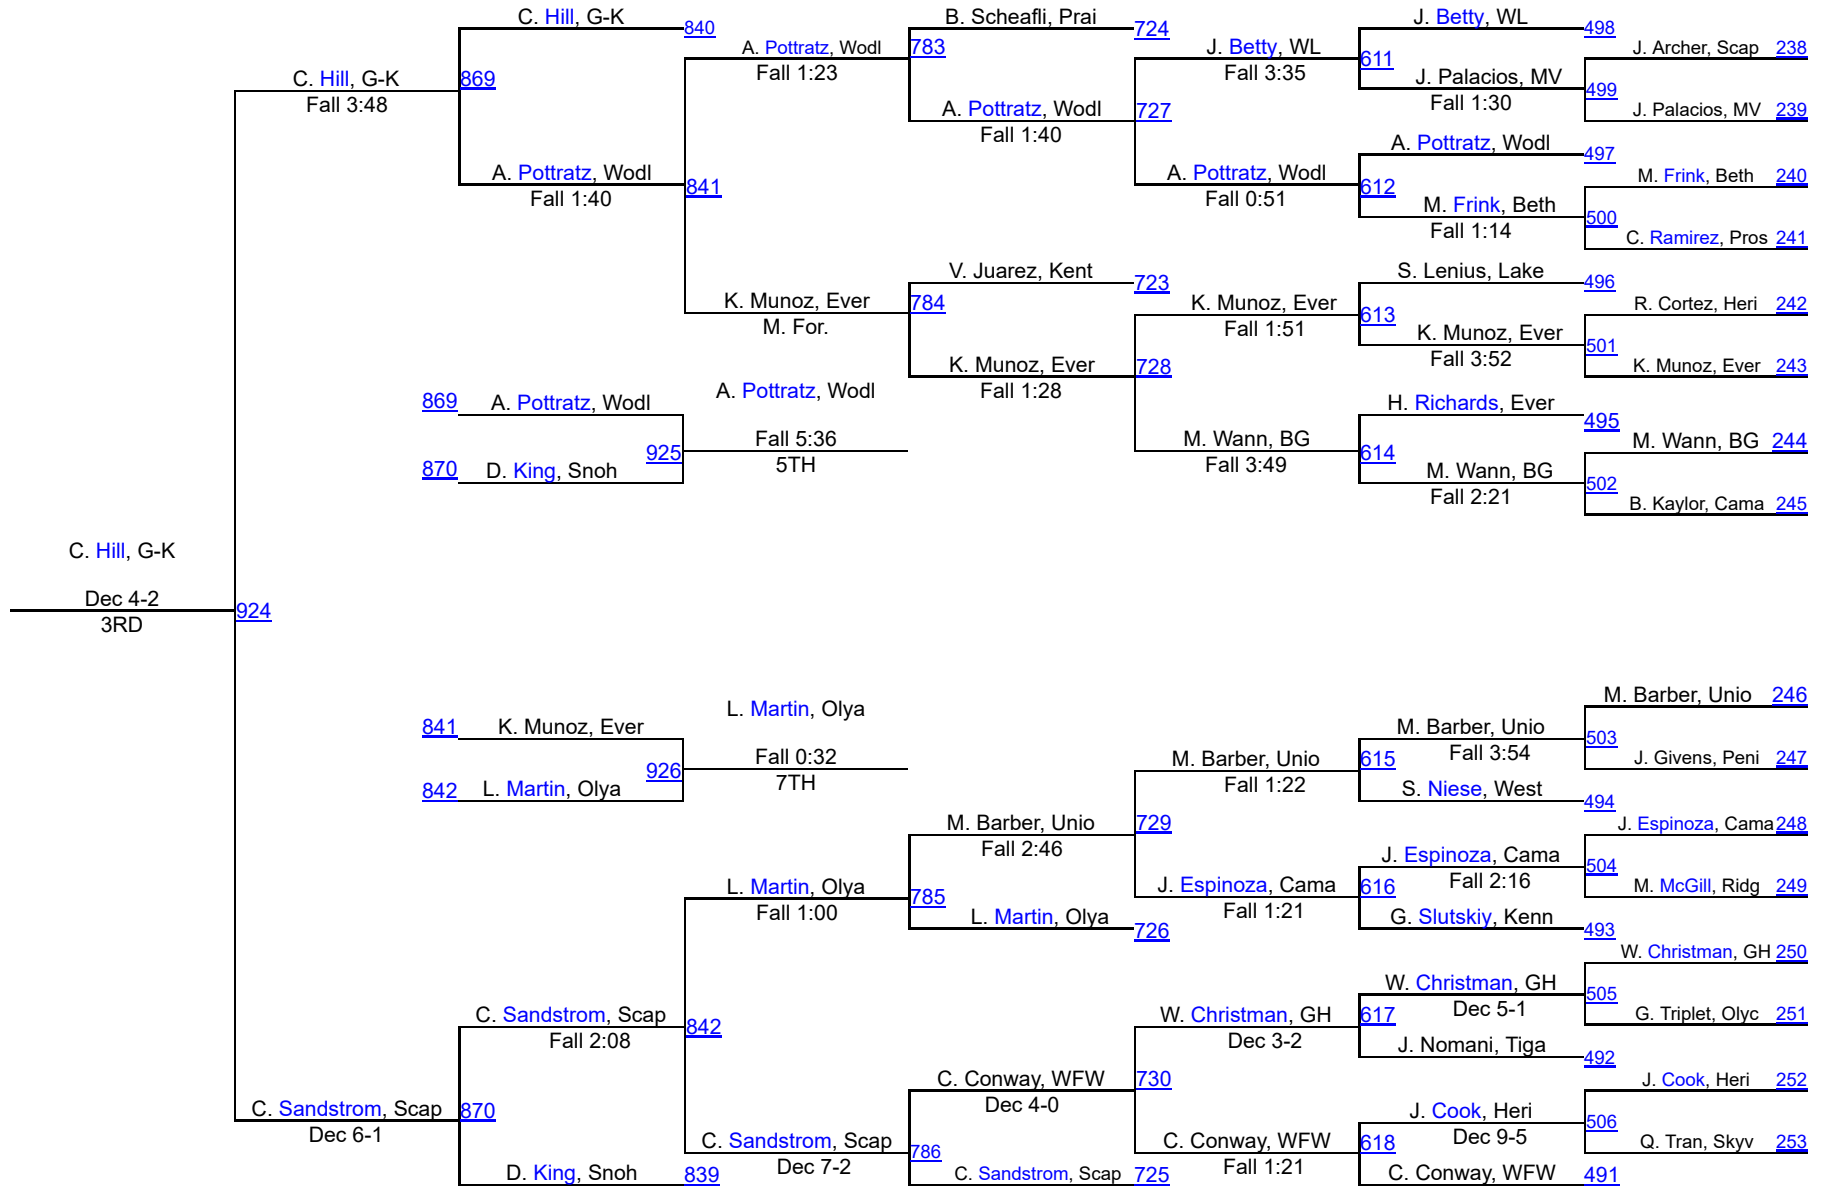 C. Hill, G-K
840
B. Scheafli, Prai
724
J. Betty, WL
498
J. Archer, Scap 238
A. Pottratz, Wodl
783
Fall 1:23
J. Betty, WL
Fall 3:35
611
J. Palacios, MV
Fall 1:30
499
J. Palacios, MV 239
C. Hill, G-K
Fall 3:48
869
A. Pottratz, Wodl
Fall 1:40
727
A. Pottratz, Wodl
497
M. Frink, Beth 240
A. Pottratz, Wodl
Fall 1:40
841
A. Pottratz, Wodl
Fall 0:51
612
M. Frink, Beth
Fall 1:14
500
C. Ramirez, Pros 241
V. Juarez, Kent
723
S. Lenius, Lake
496
R. Cortez, Heri 242
K. Munoz, Ever
M. For.
784
K. Munoz, Ever
Fall 1:51
613
K. Munoz, Ever
Fall 3:52
501
K. Munoz, Ever 243
K. Munoz, Ever
Fall 1:28
728
869 A. Pottratz, Wodl
A. Pottratz, Wodl
H. Richards, Ever
495
M. Wann, BG 244
925
Fall 5:36
5TH
M. Wann, BG
Fall 3:49
614
M. Wann, BG
Fall 2:21
502
870 D. King, Snoh
B. Kaylor, Cama 245
C. Hill, G-K
Dec 4-2
3RD
924
M. Barber, Unio 246
841 K. Munoz, Ever
L. Martin, Olya
M. Barber, Unio
Fall 3:54
503
J. Givens, Peni 247
926
Fall 0:32
7TH
M. Barber, Unio
Fall 1:22
615
842 L. Martin, Olya
S. Niese, West
494
M. Barber, Unio
Fall 2:46
729
J. Espinoza, Cama 248
J. Espinoza, Cama
Fall 2:16
504
L. Martin, Olya
Fall 1:00
785
J. Espinoza, Cama
Fall 1:21
616
M. McGill, Ridg 249
L. Martin, Olya
726
G. Slutskiy, Kenn
493
W. Christman, GH 250
W. Christman, GH
Dec 5-1
505
C. Sandstrom, Scap
Fall 2:08
842
W. Christman, GH
Dec 3-2
617
G. Triplet, Olyc 251
J. Nomani, Tiga
492
C. Conway, WFW
Dec 4-0
730
J. Cook, Heri 252
C. Sandstrom, Scap
Dec 6-1
870
J. Cook, Heri
Dec 9-5
506
C. Sandstrom, Scap
Dec 7-2
786
C. Conway, WFW
Fall 1:21
618
Q. Tran, Skyv 253
D. King, Snoh
839
C. Sandstrom, Scap
725
C. Conway, WFW
491